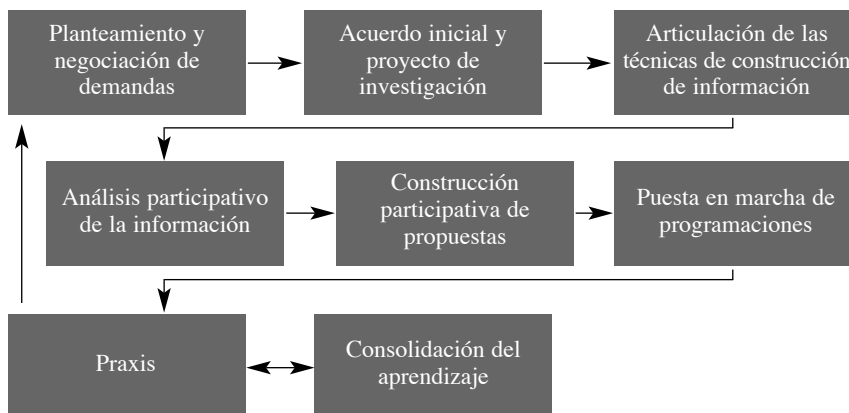 Planteamiento y
negociación de
demandas
Acuerdo inicial y
proyecto de
investigación
Articulación de las
técnicas de construcción
de información
Análisis participativo
de la información
Construcción
participativa de
propuestas
Puesta en marcha de
programaciones
Praxis
Consolidación del
aprendizaje